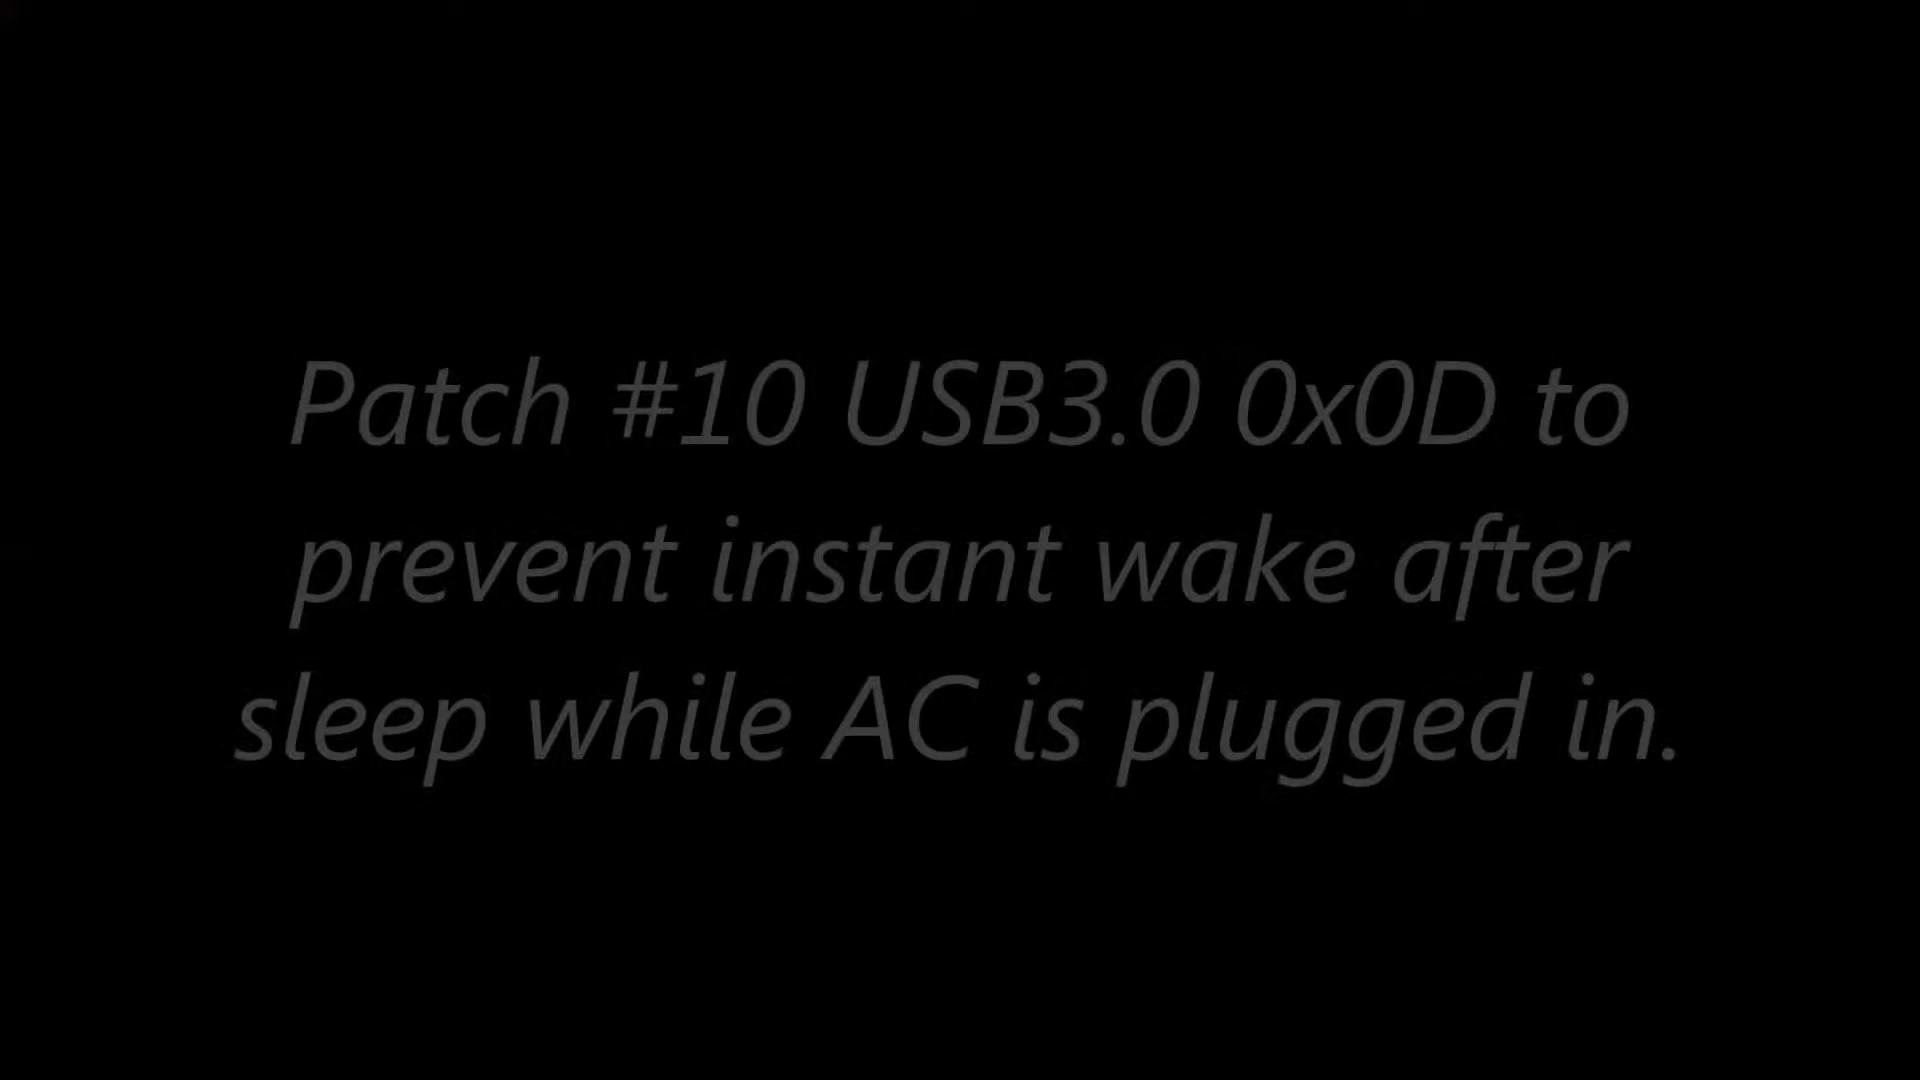 Patch #10 USB3.0 0x0D to
prevent instant wake after
sleep while AC is plugged in.